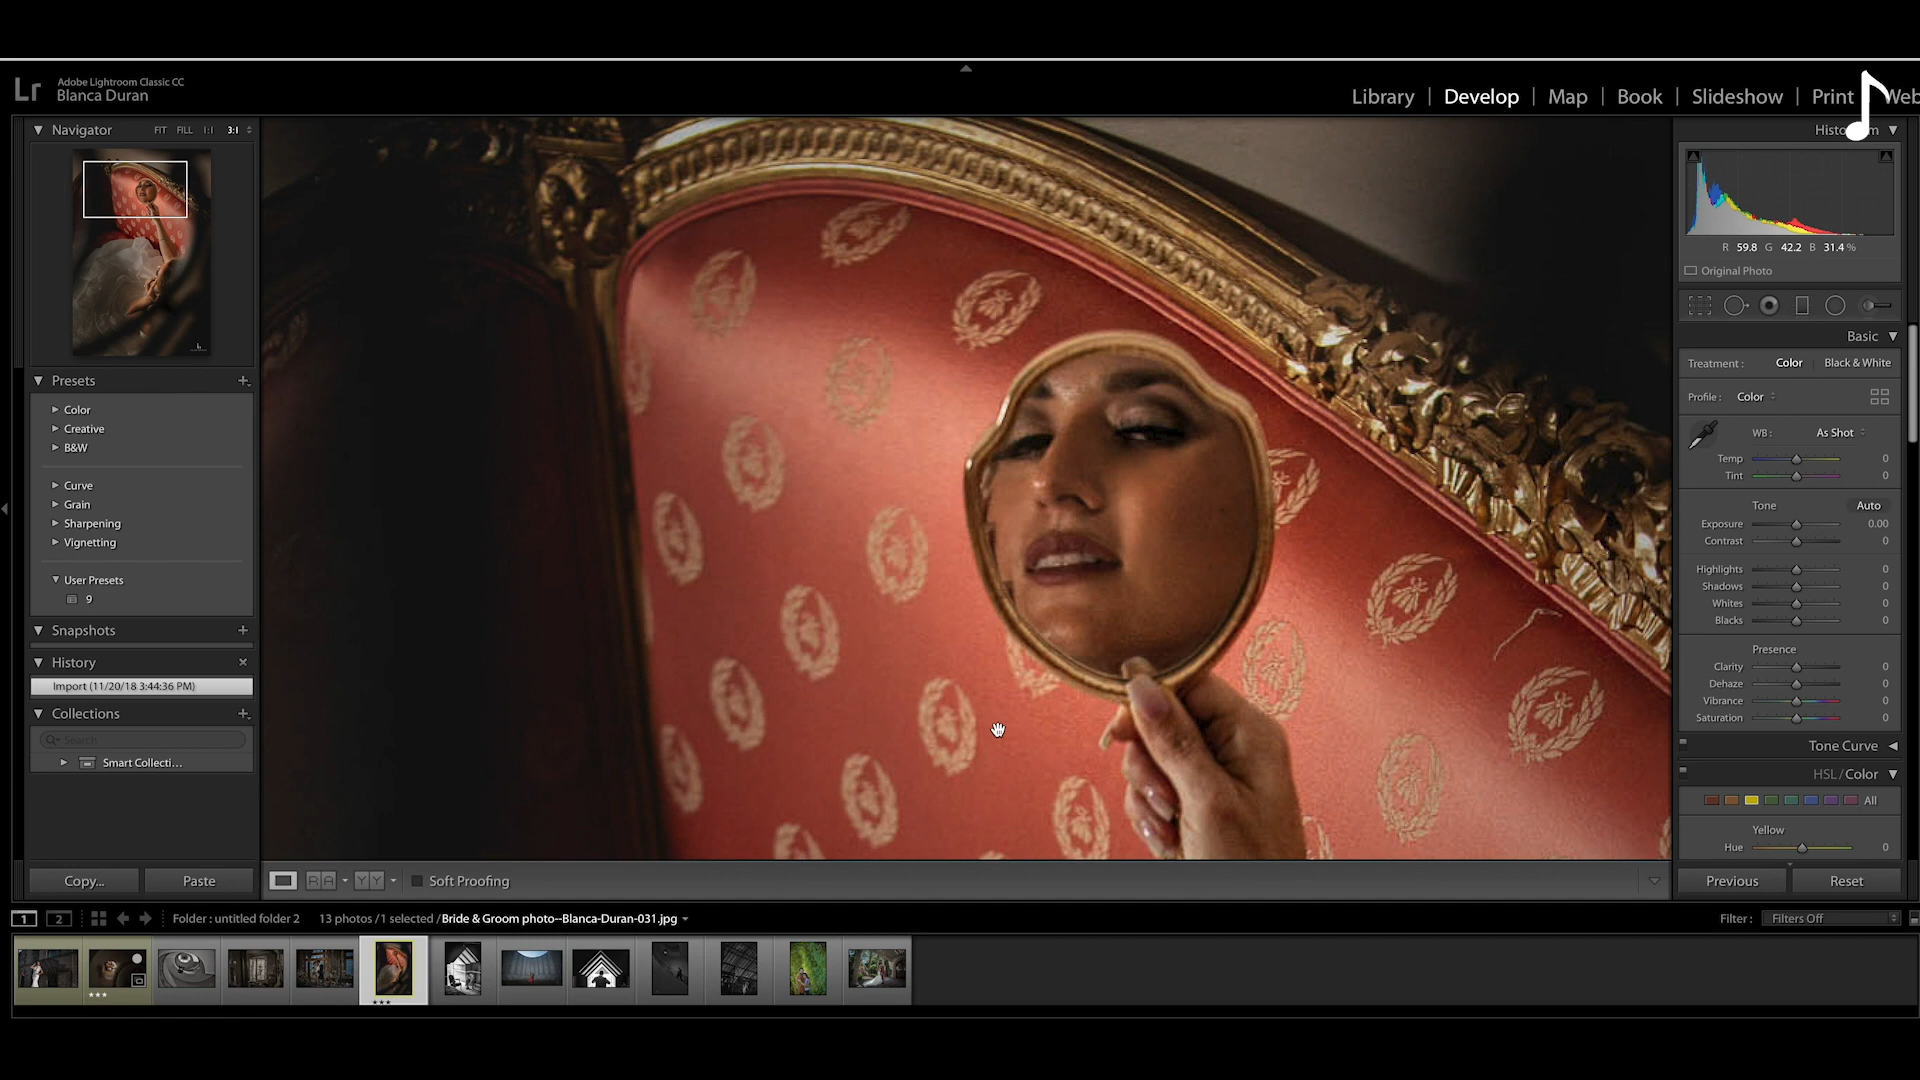 Lr
Adobe Lightroom Classic CC
Blanca Duran
Library | Develop | Map | Book | Slideshow | Print Web
Navigator FIT FILL 1:1 3:1
Presets
Color
Creative
B&W
Curve
Grain
Sharpening
Vignetting
User Presets
9
Snapshots
History
Import (11/20/18 3:44:36 PM)
Collections
Search
Smart Collecti...
Copy... Paste
R A Y Y Soft Proofing
R 59.8 G 42.2 B 31.4 %
Original Photo
Basic
Treatment : Color Black & White
Profile : Color
WB : As Shot
Temp 0
Tint 0
Tone Auto
Exposure 0.00
Contrast 0
Highlights 0
Shadows 0
Whites 0
Blacks 0
Presence
Clarity 0
Dehaze 0
Vibrance 0
Saturation 0
Tone Curve
HSL / Color
All
Yellow
Hue 0
Previous Reset
1 2 Folder : untitled folder 2 13 photos / 1 selected / Bride & Groom photo--Blanca-Duran-031.jpg Filter : Filters Off